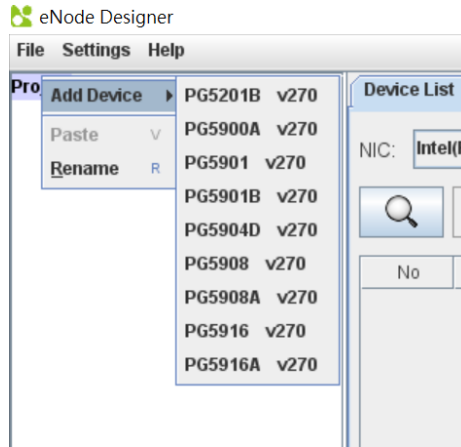 eNode Designer
File Settings Help
Pro
Add Device
Paste V
Rename R
PG5201B v270
PG5900A v270
PG5901 v270
PG5901B v270
PG5904D v270
PG5908 v270
PG5908A v270
PG5916 v270
PG5916A v270
Device List
NIC: Intel(
No